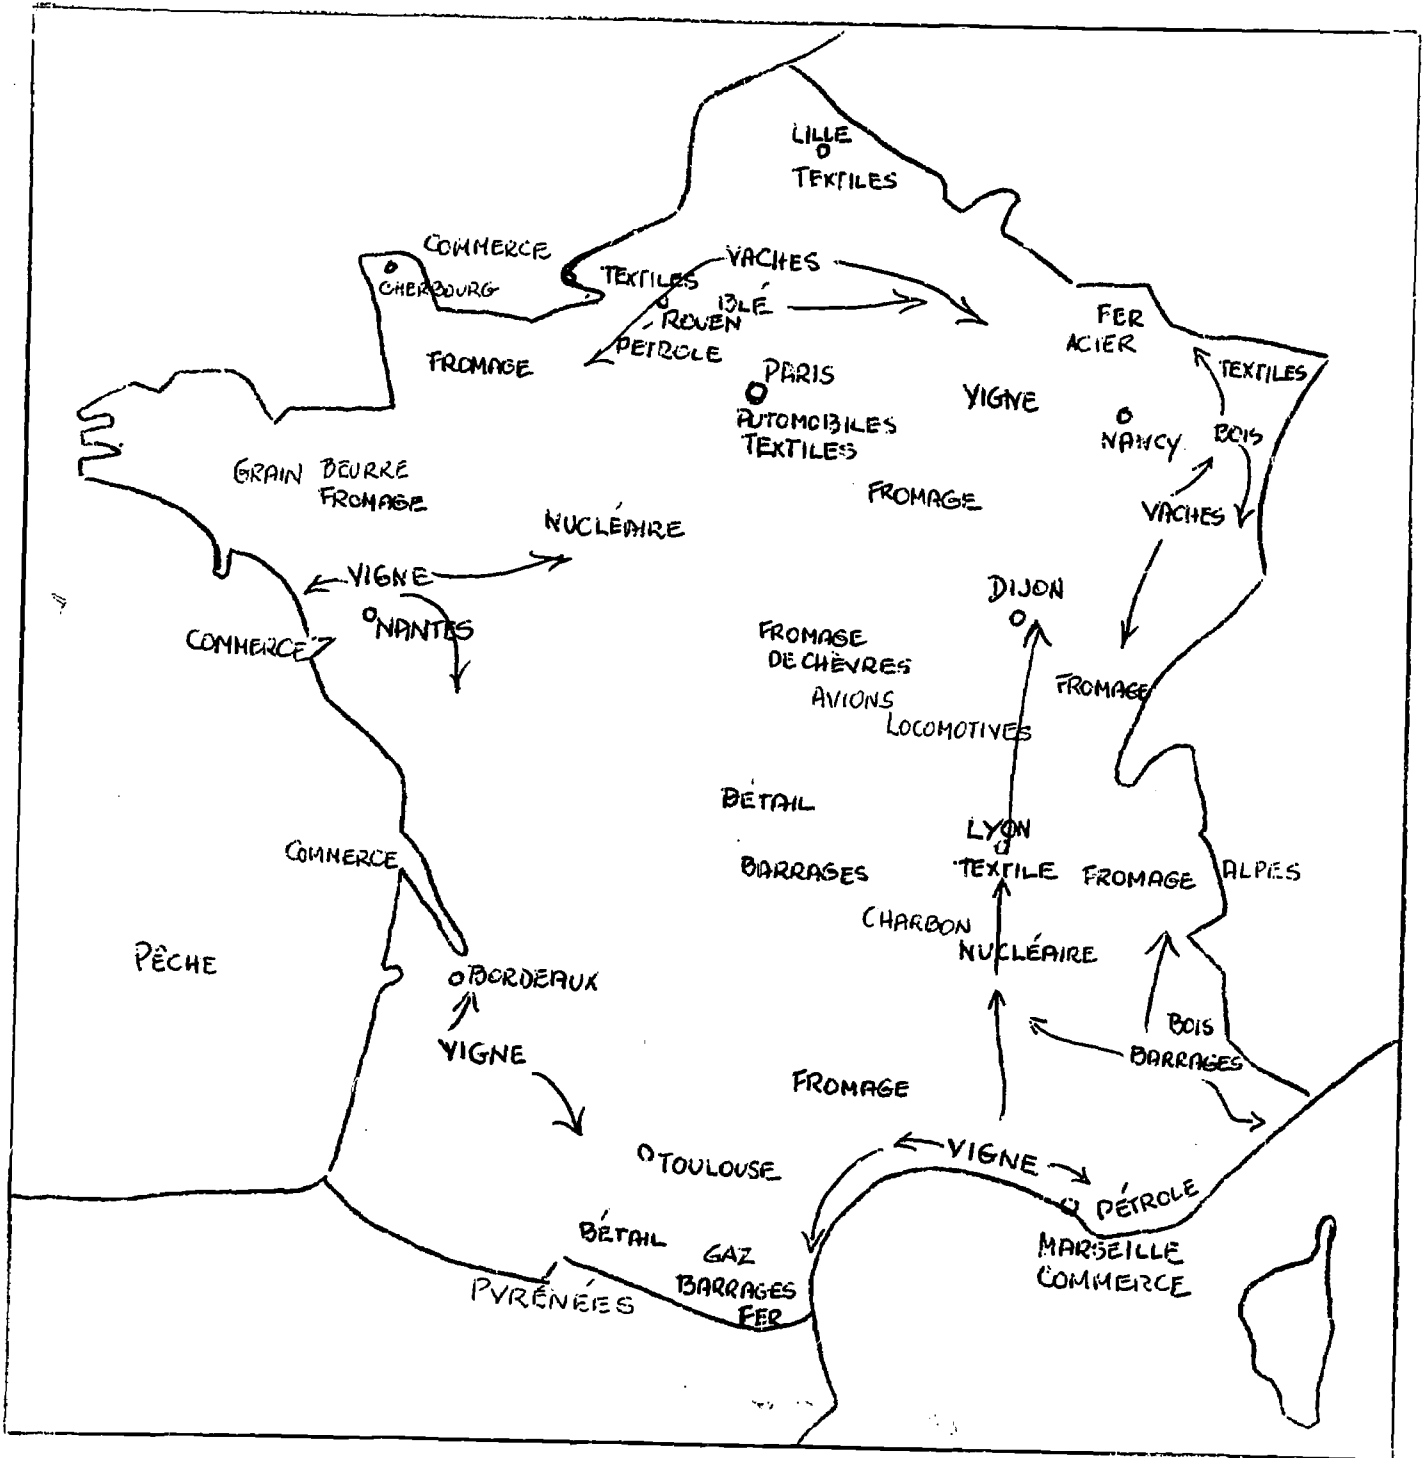 LILLE
TEXTILES
COMMERCE
CHERBOURG
TEXTILES
VACHES
BLÉ
ROUEN
PÉTROLE
FER
ACIER
FROMAGE
PARIS
AUTOMOBILES
TEXTILES
VIGNE
TEXTILES
NANCY
BOIS
GRAIN BEURRE
FROMAGE
FROMAGE
VACHES
NUCLÉAIRE
VIGNE
NANTES
COMMERCE
DIJON
FROMAGE
DE CHÈVRES
AVIONS
LOCOMOTIVES
FROMAGE
BÉTAIL
LYON
TEXTILE
COMMERCE
BARRAGES
FROMAGE
ALPES
CHARBON
NUCLÉAIRE
PÊCHE
BORDEAUX
VIGNE
BOIS
BARRAGES
FROMAGE
VIGNE
TOULOUSE
PÉTROLE
MARSEILLE
COMMERCE
BÉTAIL
GAZ
BARRAGES
FER
PYRÉNÉES